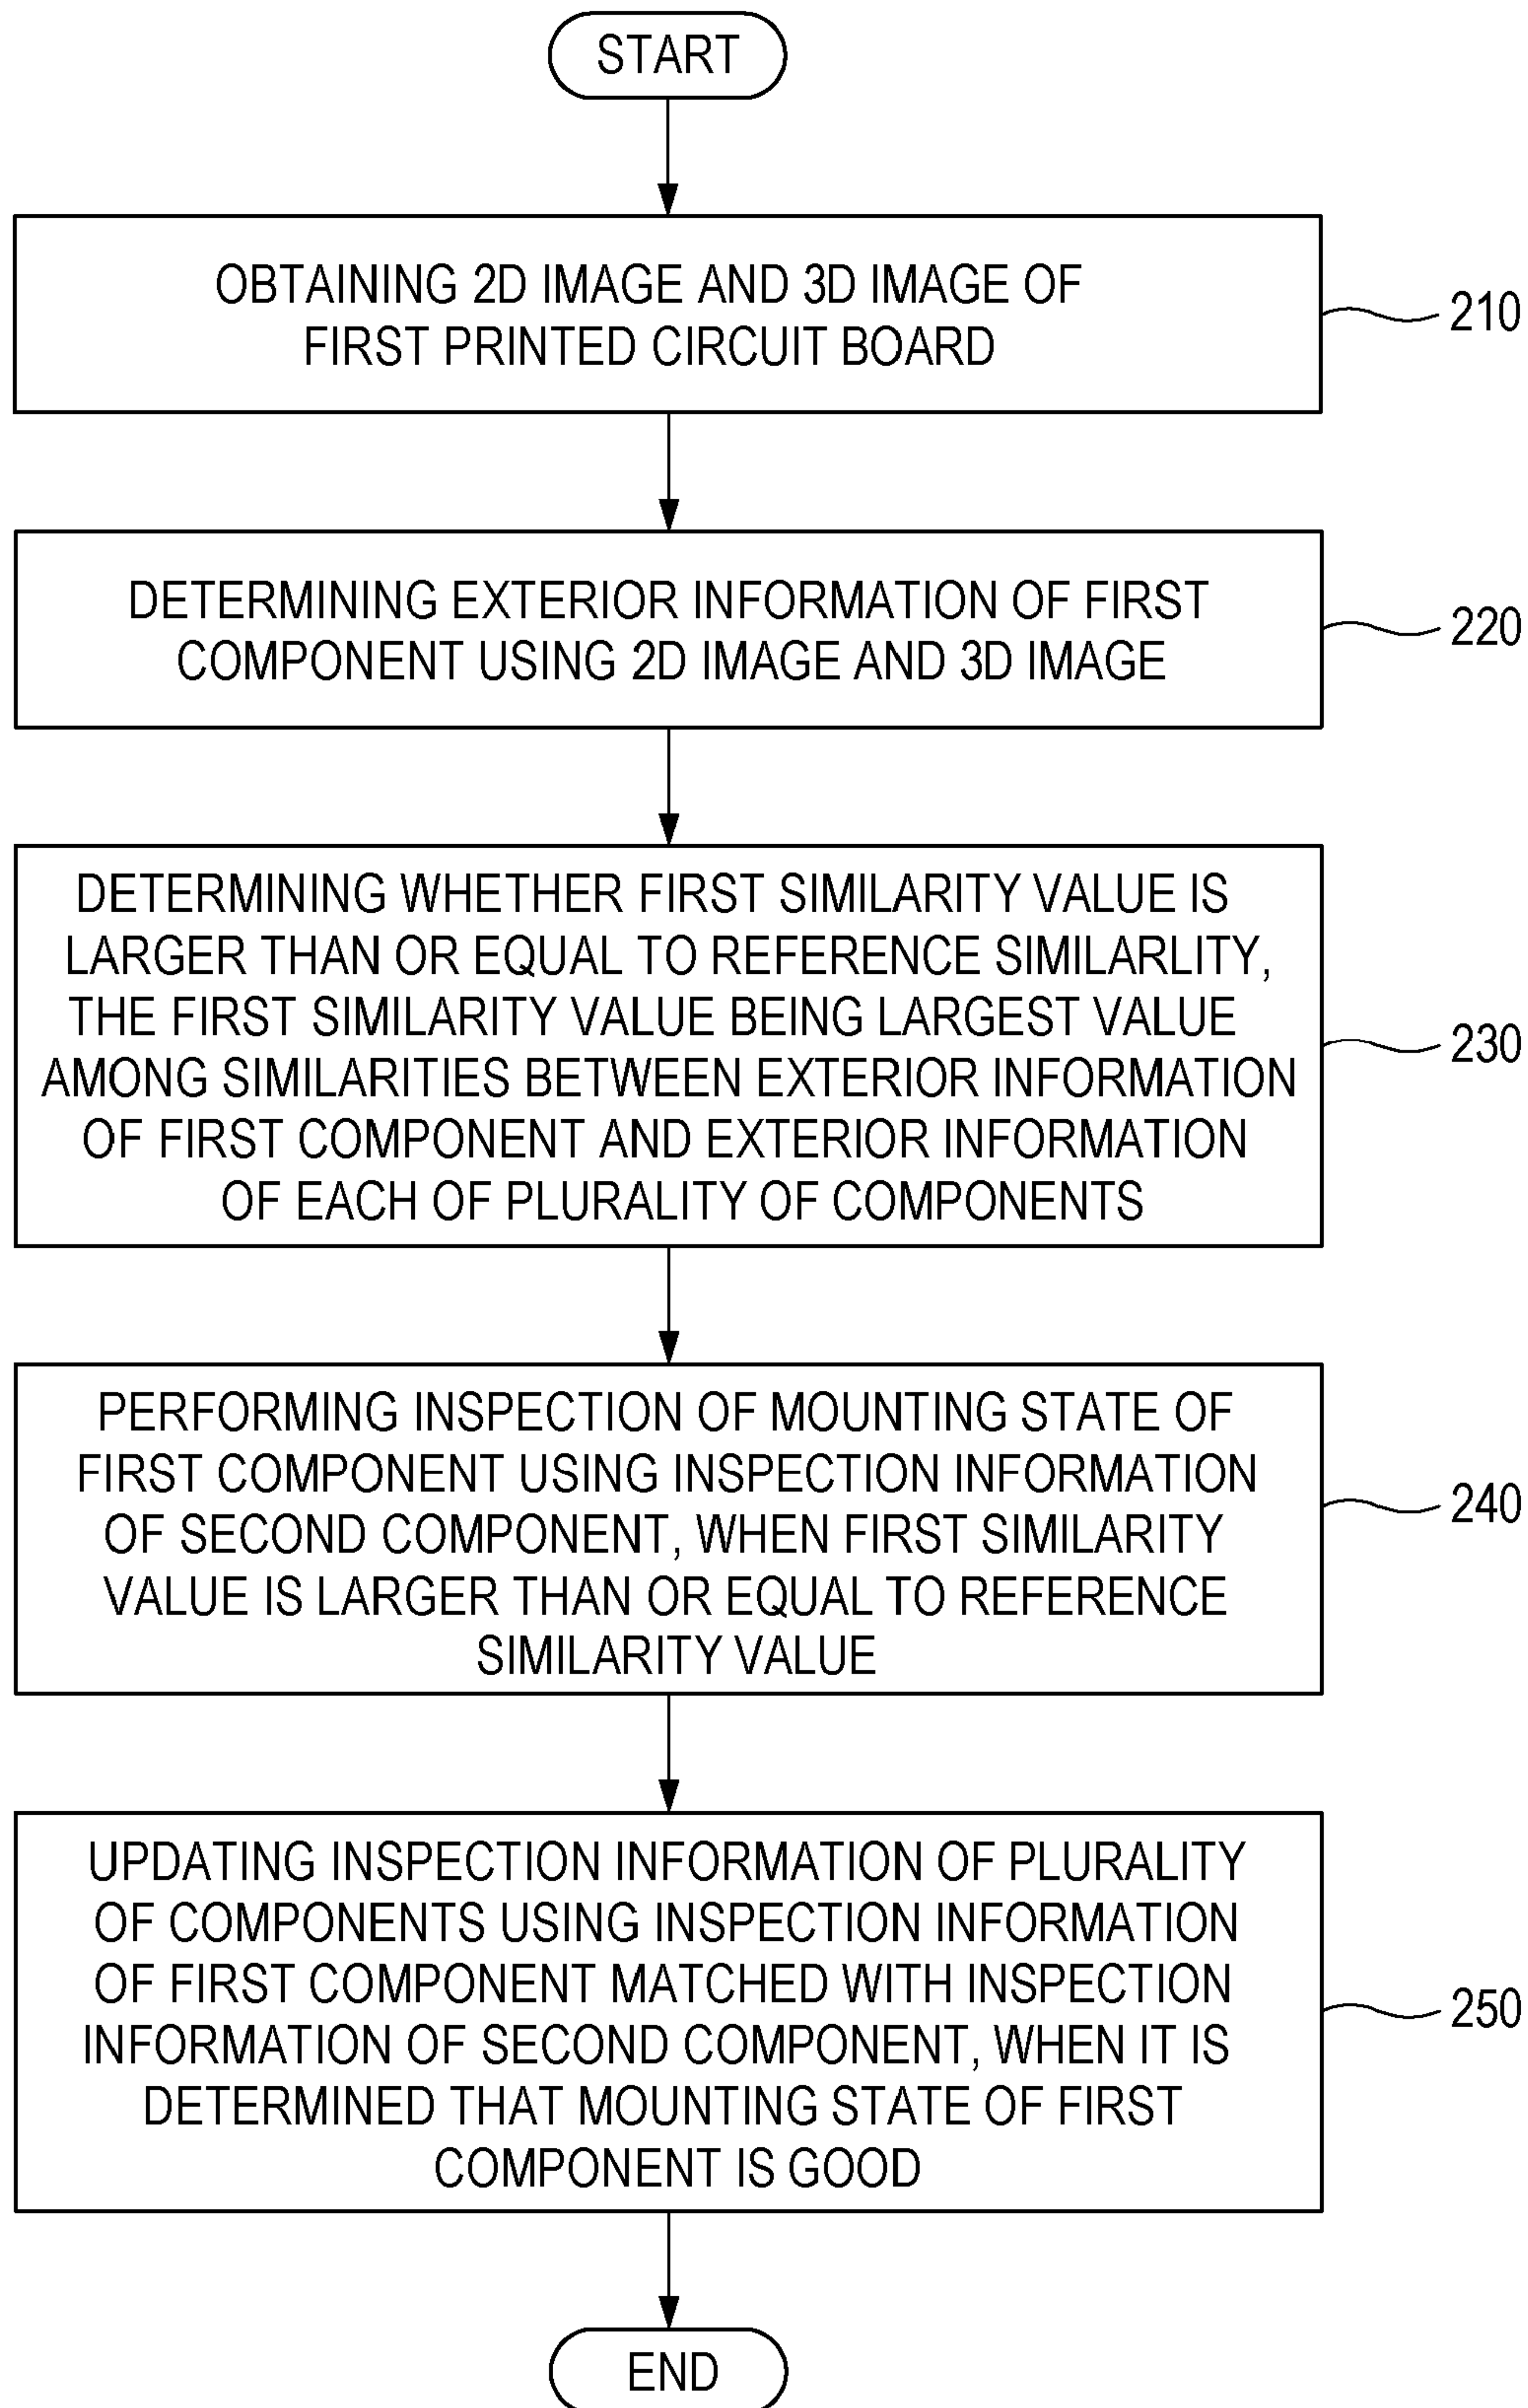 START
OBTAINING 2D IMAGE AND 3D IMAGE OF
FIRST PRINTED CIRCUIT BOARD
210
DETERMINING EXTERIOR INFORMATION OF FIRST
COMPONENT USING 2D IMAGE AND 3D IMAGE
220
DETERMINING WHETHER FIRST SIMILARITY VALUE IS
LARGER THAN OR EQUAL TO REFERENCE SIMILARLITY,
THE FIRST SIMILARITY VALUE BEING LARGEST VALUE
AMONG SIMILARITIES BETWEEN EXTERIOR INFORMATION
OF FIRST COMPONENT AND EXTERIOR INFORMATION
OF EACH OF PLURALITY OF COMPONENTS
230
PERFORMING INSPECTION OF MOUNTING STATE OF
FIRST COMPONENT USING INSPECTION INFORMATION
OF SECOND COMPONENT, WHEN FIRST SIMILARITY
VALUE IS LARGER THAN OR EQUAL TO REFERENCE
SIMILARITY VALUE
240
UPDATING INSPECTION INFORMATION OF PLURALITY
OF COMPONENTS USING INSPECTION INFORMATION
OF FIRST COMPONENT MATCHED WITH INSPECTION
INFORMATION OF SECOND COMPONENT, WHEN IT IS
DETERMINED THAT MOUNTING STATE OF FIRST
COMPONENT IS GOOD
250
END